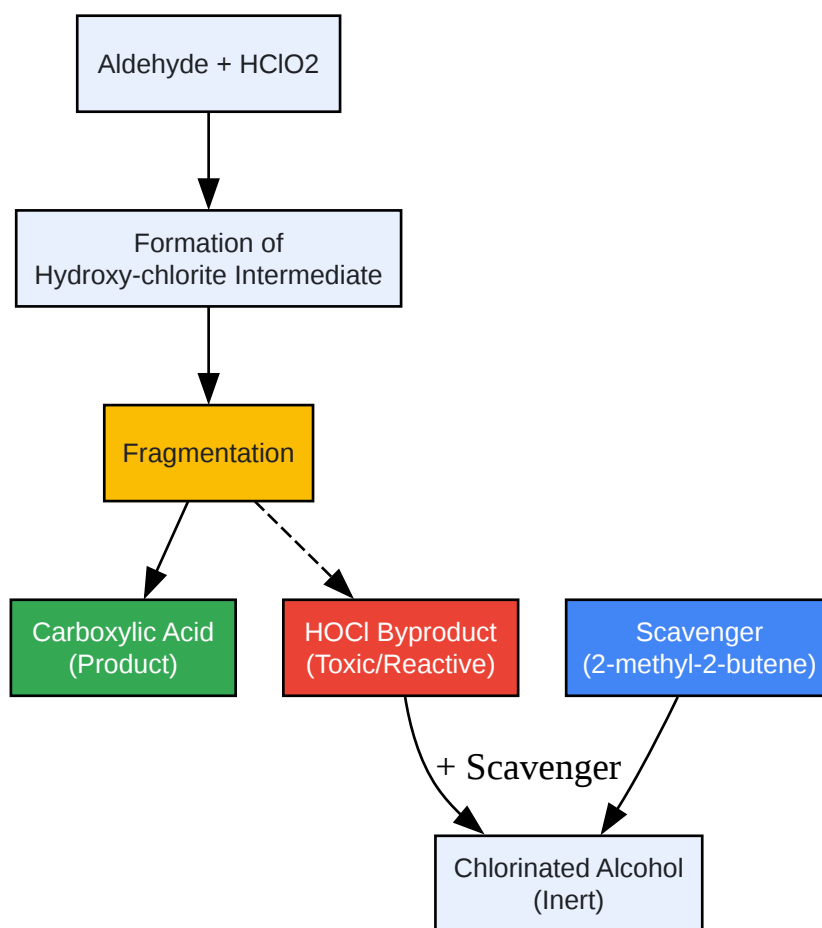 Aldehyde + HClO2
Formation of
Hydroxy-chlorite Intermediate
Fragmentation
Carboxylic Acid
(Product)
HOCl Byproduct
(Toxic/Reactive)
Scavenger
(2-methyl-2-butene)
+ Scavenger
Chlorinated Alcohol
(Inert)